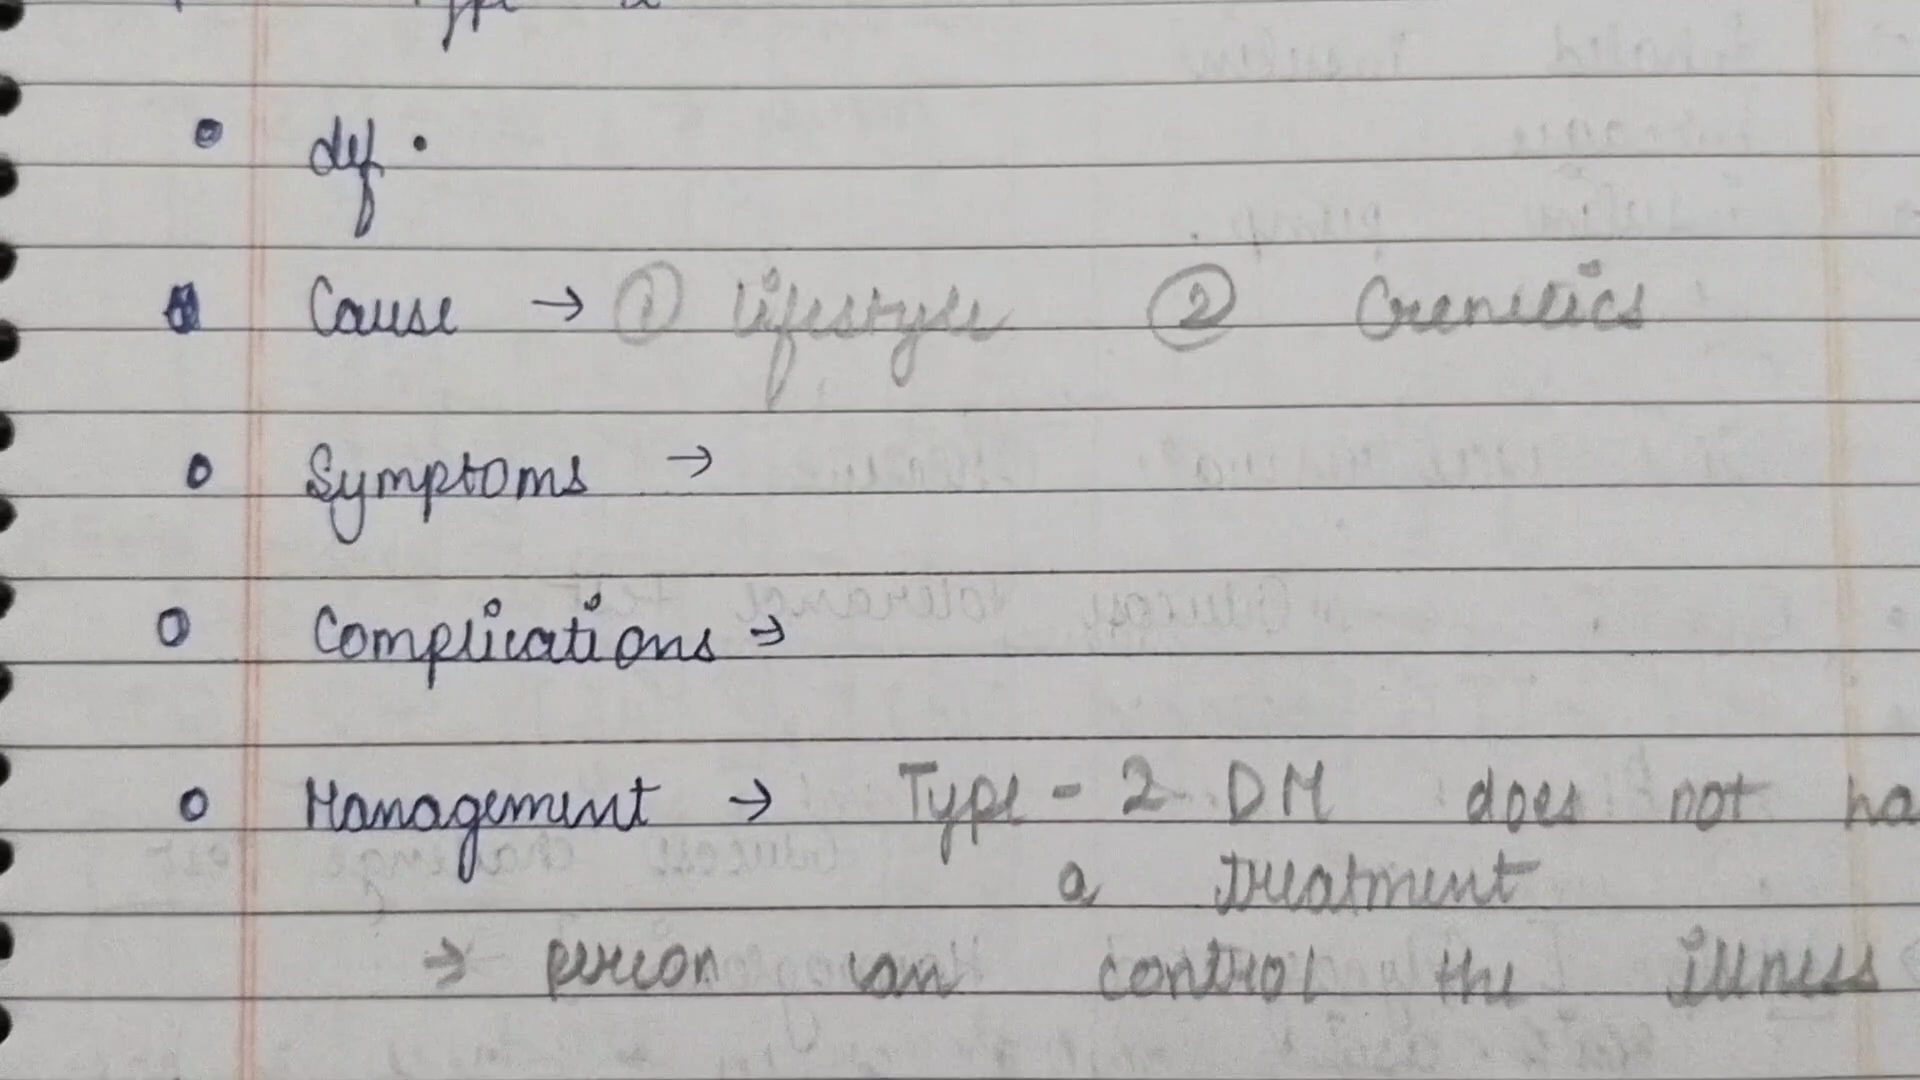 Type
• def.
Cause → ① lifestyle ② Genetics
Symptoms →
Complications →
Management → Type - 2 DM does not ha
a treatment
→ person can control the illness